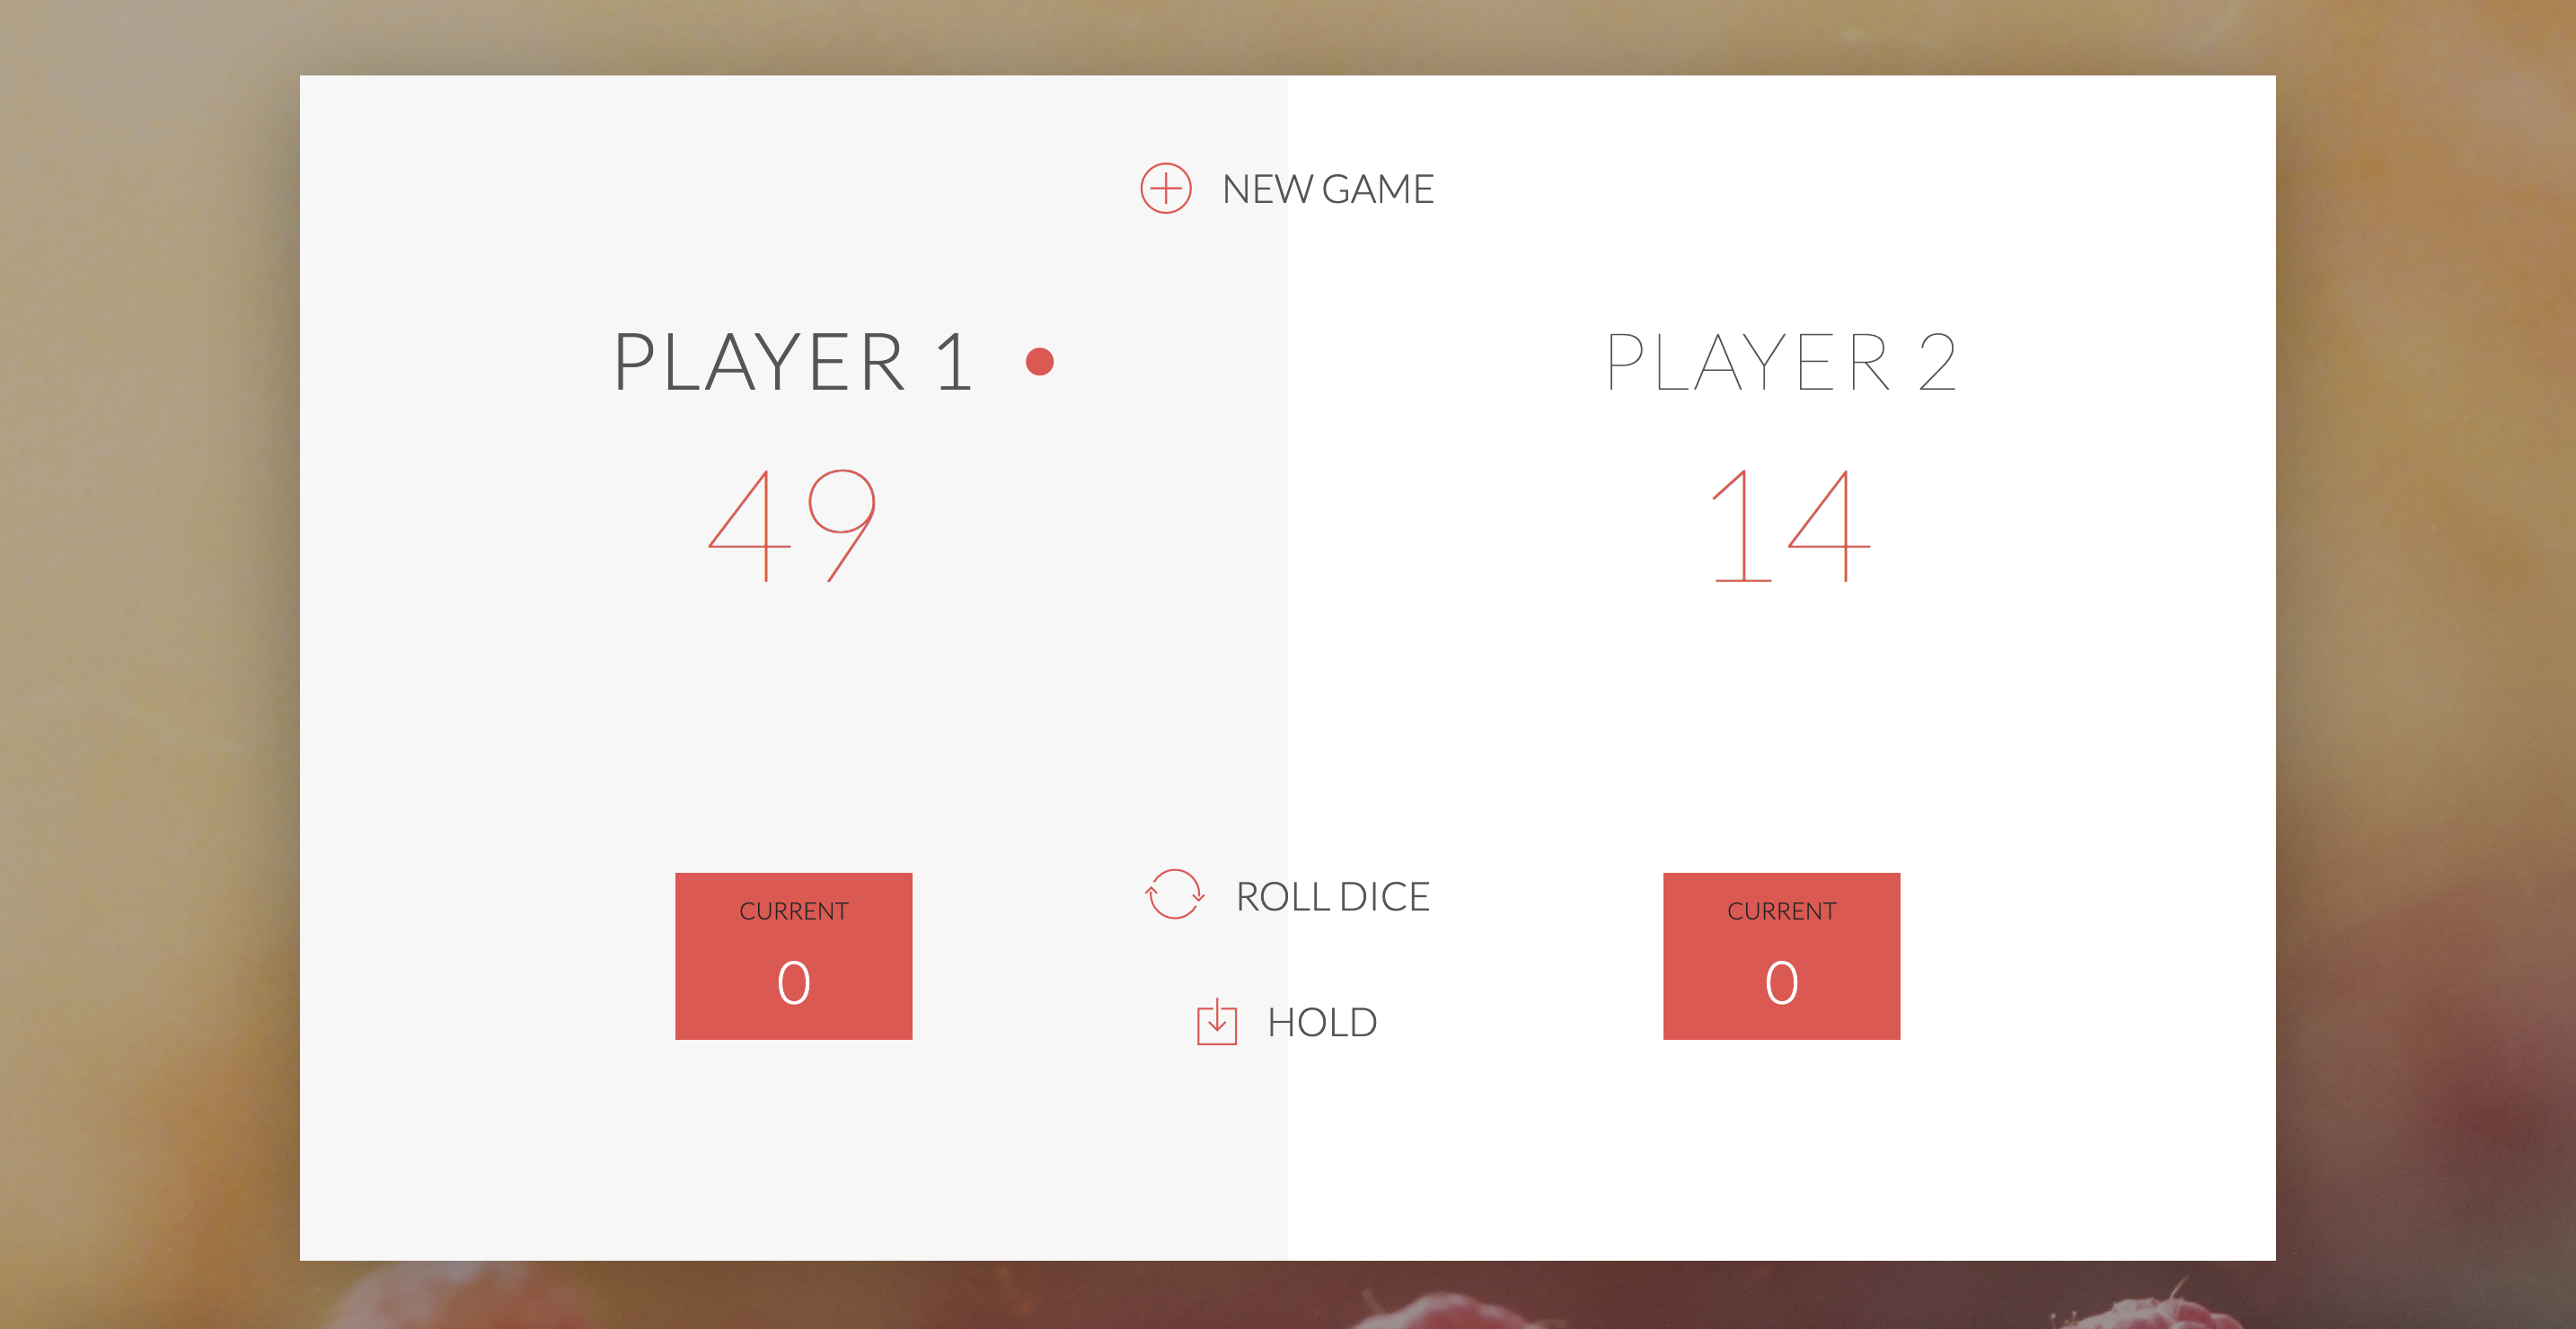 NEW GAME
PLAYER 1
PLAYER 2
49
14
CURRENT
0
ROLL DICE
HOLD
CURRENT
0